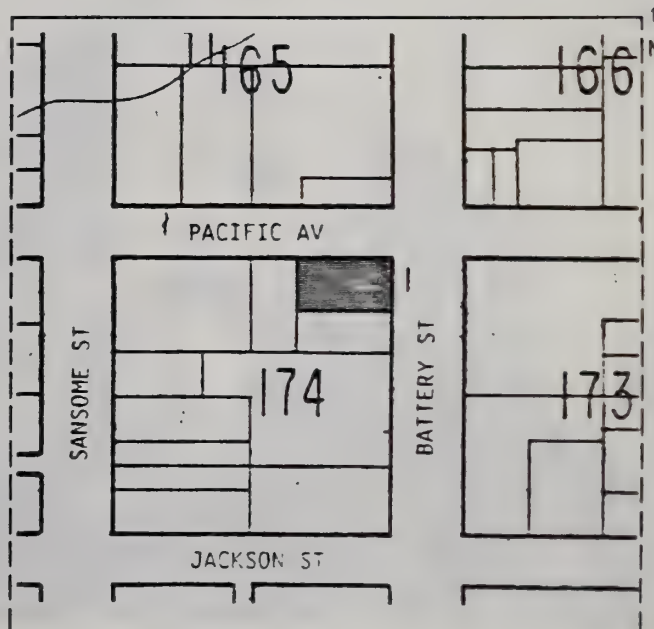 165
166
N
PACIFIC AV
SANSOME ST
174
BATTERY ST
173
JACKSON ST